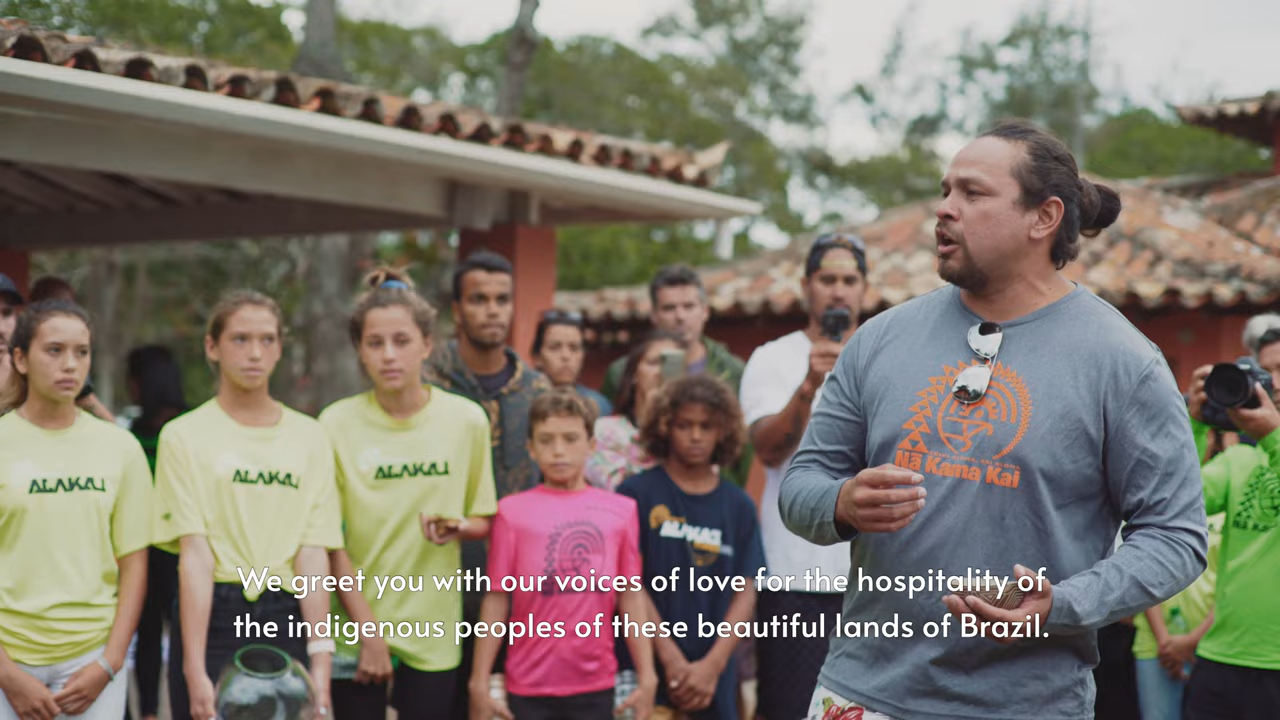 ALAKAI
ALAKAI
ALAKAI
Nā Kama Kai
We greet you with our voices of love for the hospitality of
the indigenous peoples of these beautiful lands of Brazil.